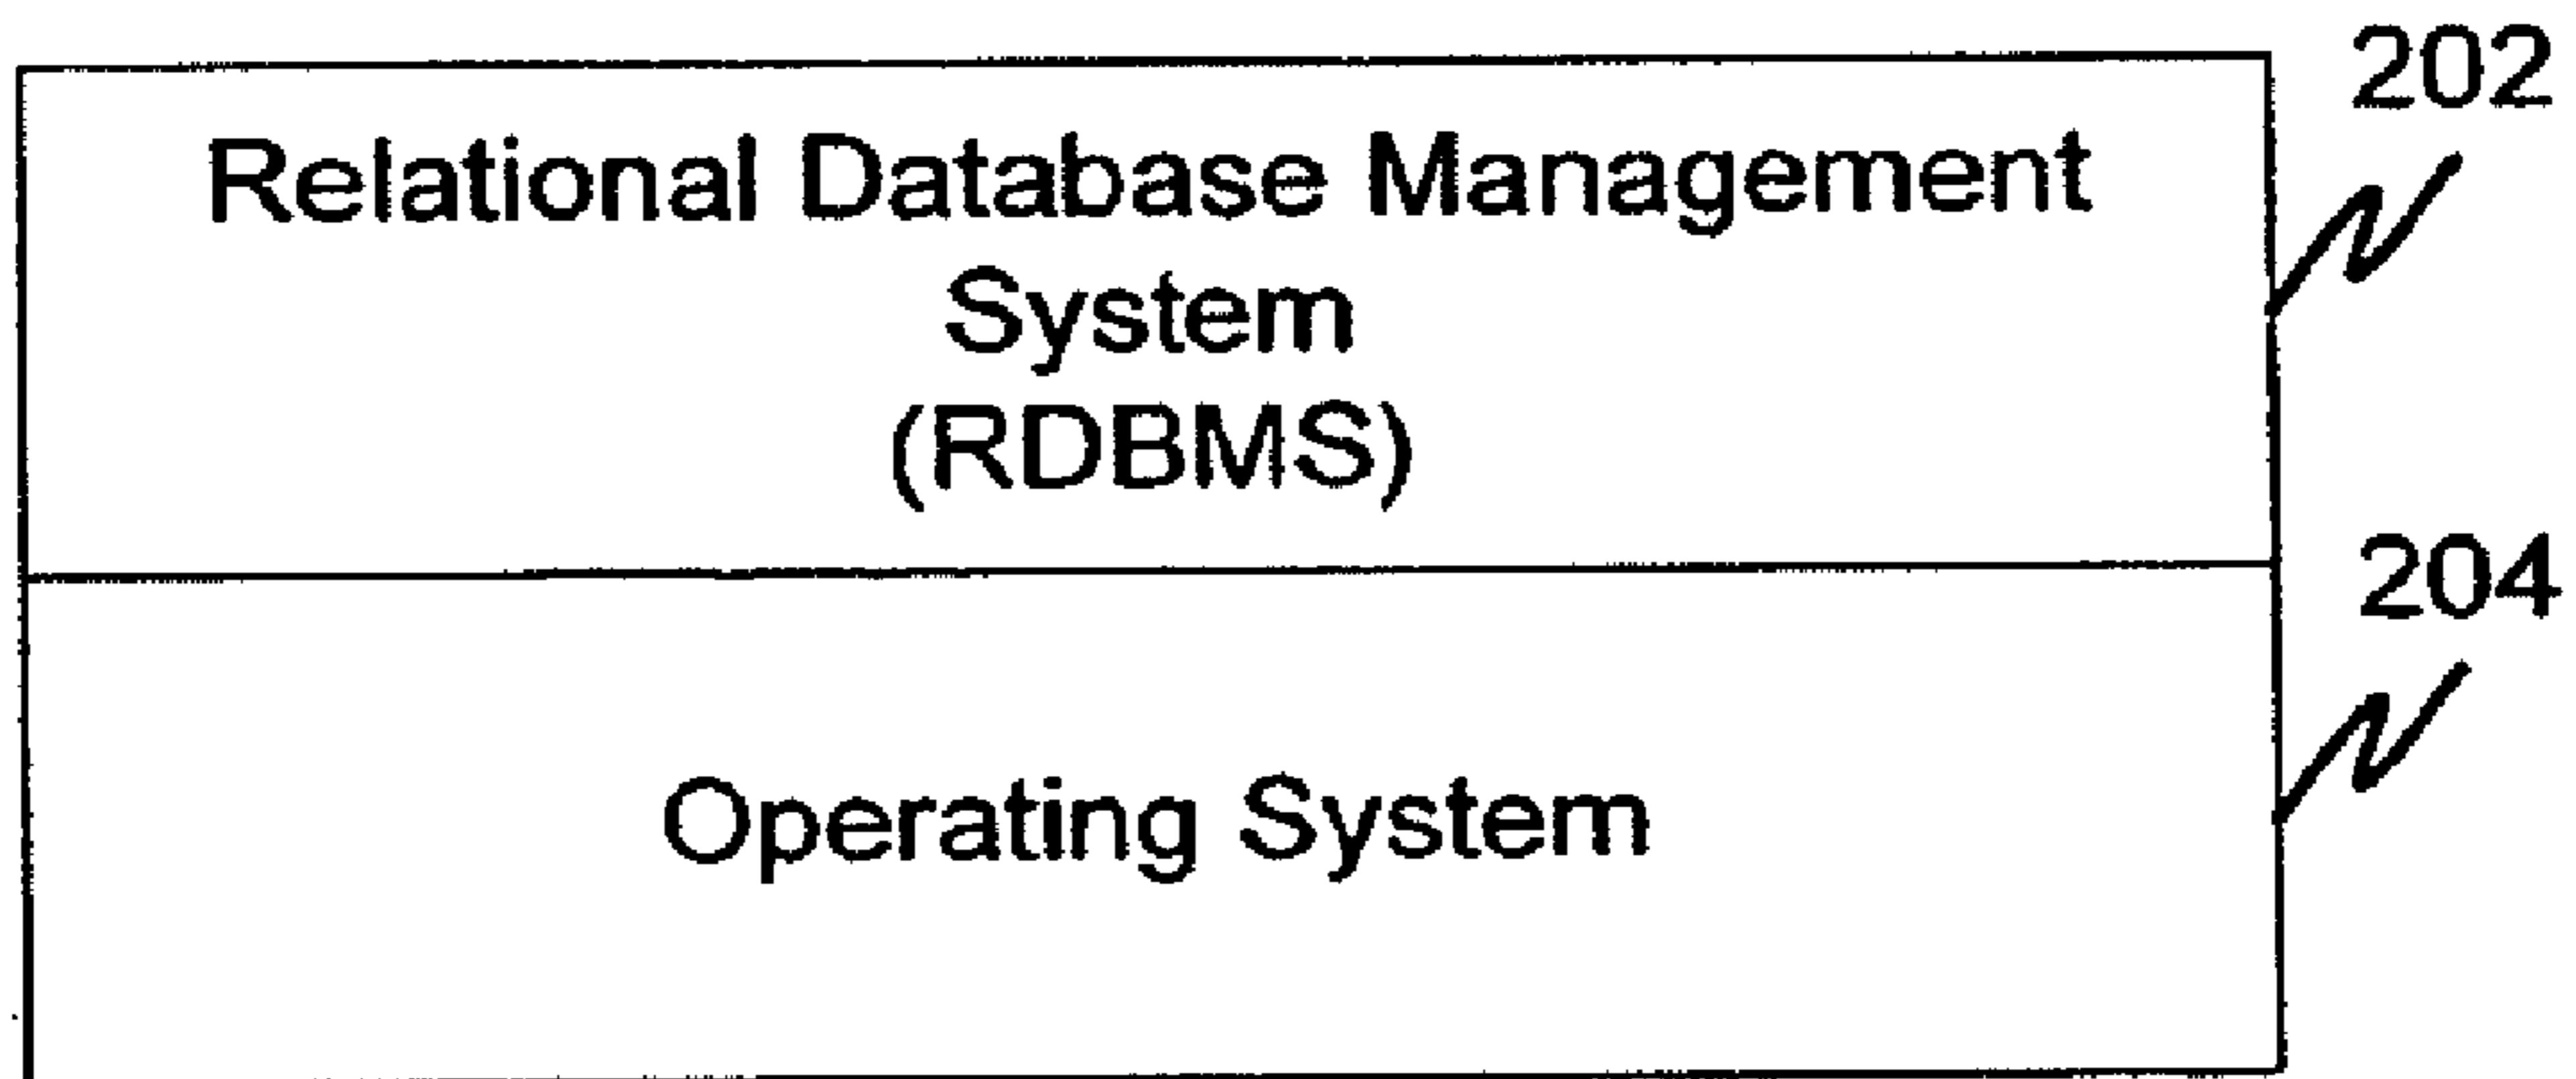 202
Relational Database Management
System
(RDBMS)
204
Operating System